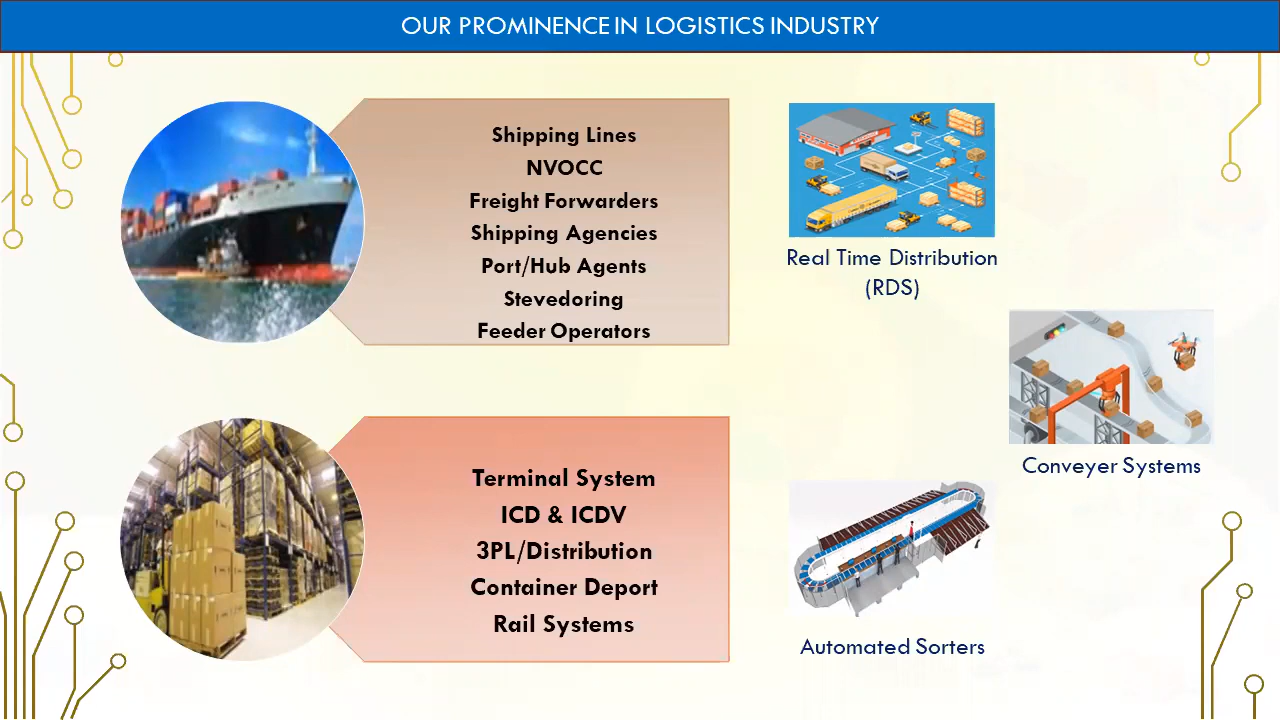 OUR PROMINENCE IN LOGISTICS INDUSTRY
Shipping Lines
NVOCC
Freight Forwarders
Shipping Agencies
Port/Hub Agents
Stevedoring
Feeder Operators
Real Time Distribution
(RDS)
Conveyer Systems
Terminal System
ICD & ICDV
3PL/Distribution
Container Deport
Rail Systems
Automated Sorters